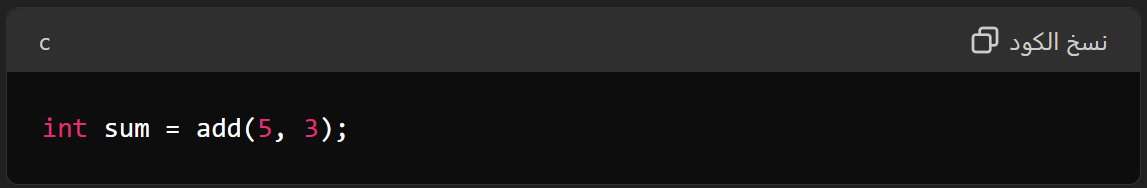 c
نسخ الكود
int sum = add(5, 3);